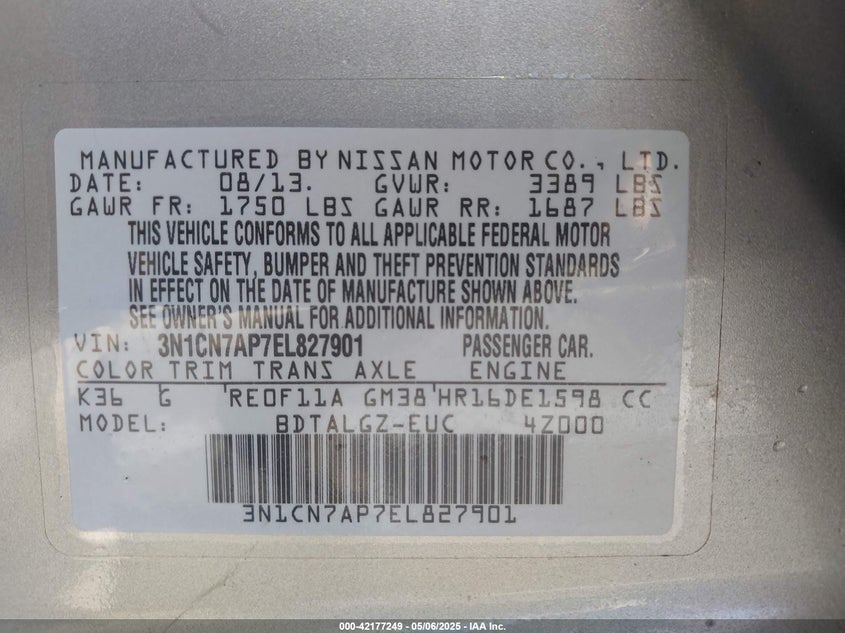 MANUFACTURED BY NISSAN MOTOR CO., LTD.
DATE: 08/13. GVWR: 3389 LBS
GAWR FR: 1750 LBS GAWR RR: 1687 LBS
THIS VEHICLE CONFORMS TO ALL APPLICABLE FEDERAL MOTOR
VEHICLE SAFETY, BUMPER AND THEFT PREVENTION STANDARDS
IN EFFECT ON THE DATE OF MANUFACTURE SHOWN ABOVE.
SEE OWNER'S MANUAL FOR ADDITIONAL INFORMATION.
VIN: 3N1CN7AP7EL827901 PASSENGER CAR.
COLOR TRIM TRANS AXLE ENGINE
K36 G RE0F11A GM38 HR16DE1598 CC
MODEL: BDTALGZ-EUC 4Z000
3N1CN7AP7EL827901
000-42177249 - 05/06/2025 - IAA Inc.